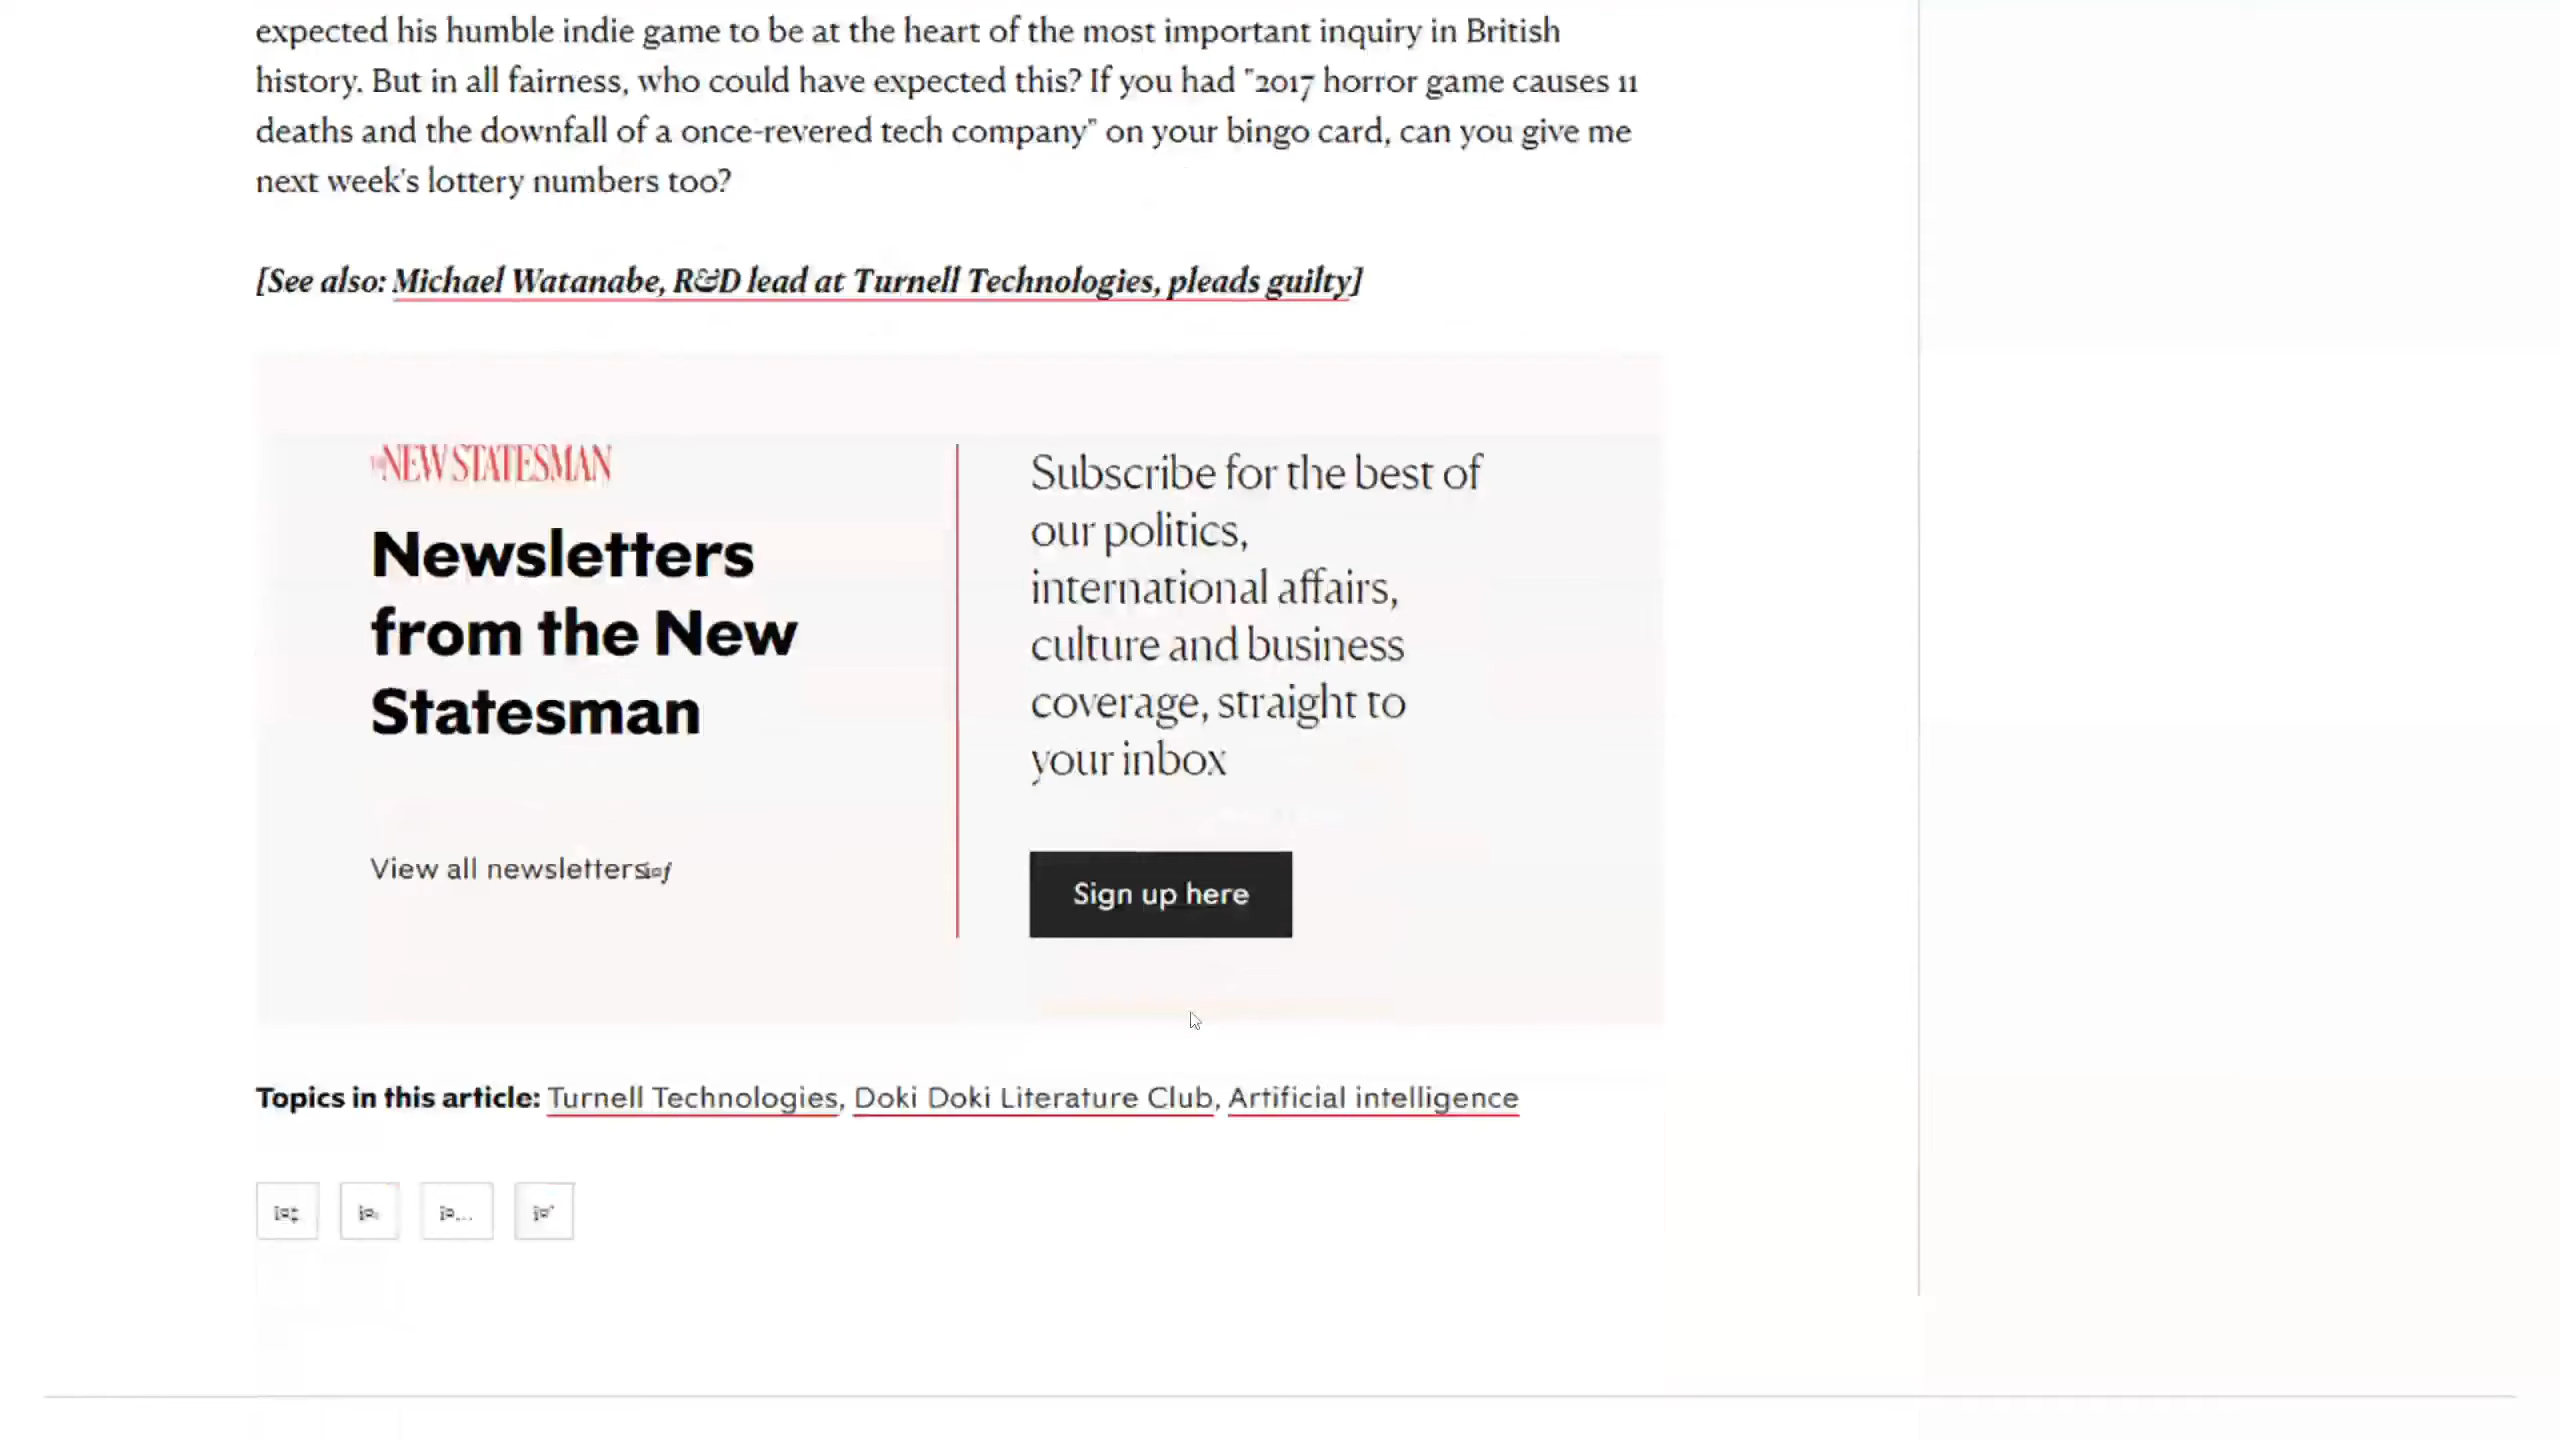 expected his humble indie game to be at the heart of the most important inquiry in British
history. But in all fairness, who could have expected this? If you had "2017 horror game causes 11
deaths and the downfall of a once-revered tech company" on your bingo card, can you give me
next week's lottery numbers too?
[See also: Michael Watanabe, R&D lead at Turnell Technologies, pleads guilty]
NEW STATESMAN
Newsletters
from the New
Statesman
View all newsletters
Subscribe for the best of
our politics,
international affairs,
culture and business
coverage, straight to
your inbox
Sign up here
Topics in this article: Turnell Technologies, Doki Doki Literature Club, Artificial intelligence